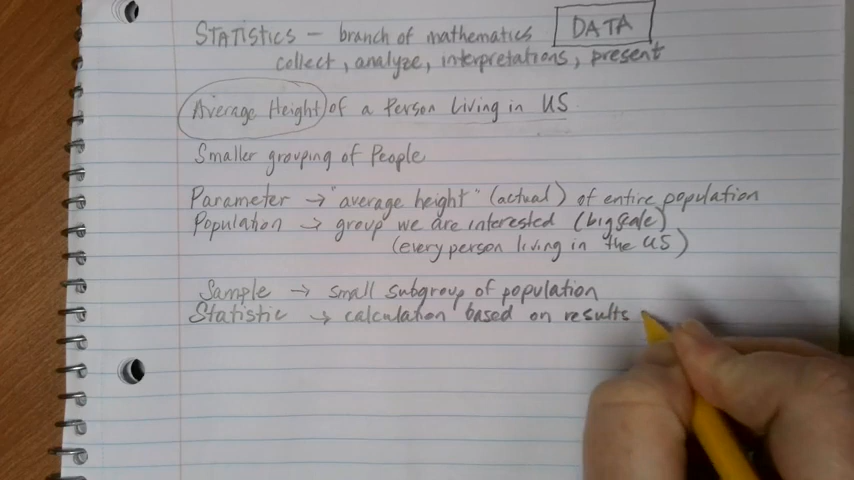 STATISTICS – branch of mathematics DATA
collect, analyze, interpretations, present
Average Height of a Person Living in US
Smaller grouping of People
Parameter → "average height" (actual) of entire population
Population → group we are interested (big scale)
(every person living in the US)
Sample → small subgroup of population
Statistic → calculation based on results